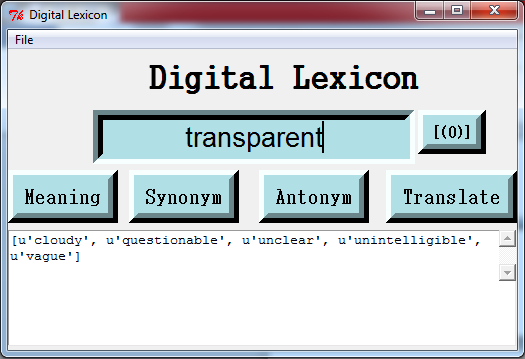 Digital Lexicon
File
Digital Lexicon
transparent
[(0)]
Meaning Synonym Antonym Translate
[u'cloudy', u'questionable', u'unclear', u'unintelligible',
u'vague']